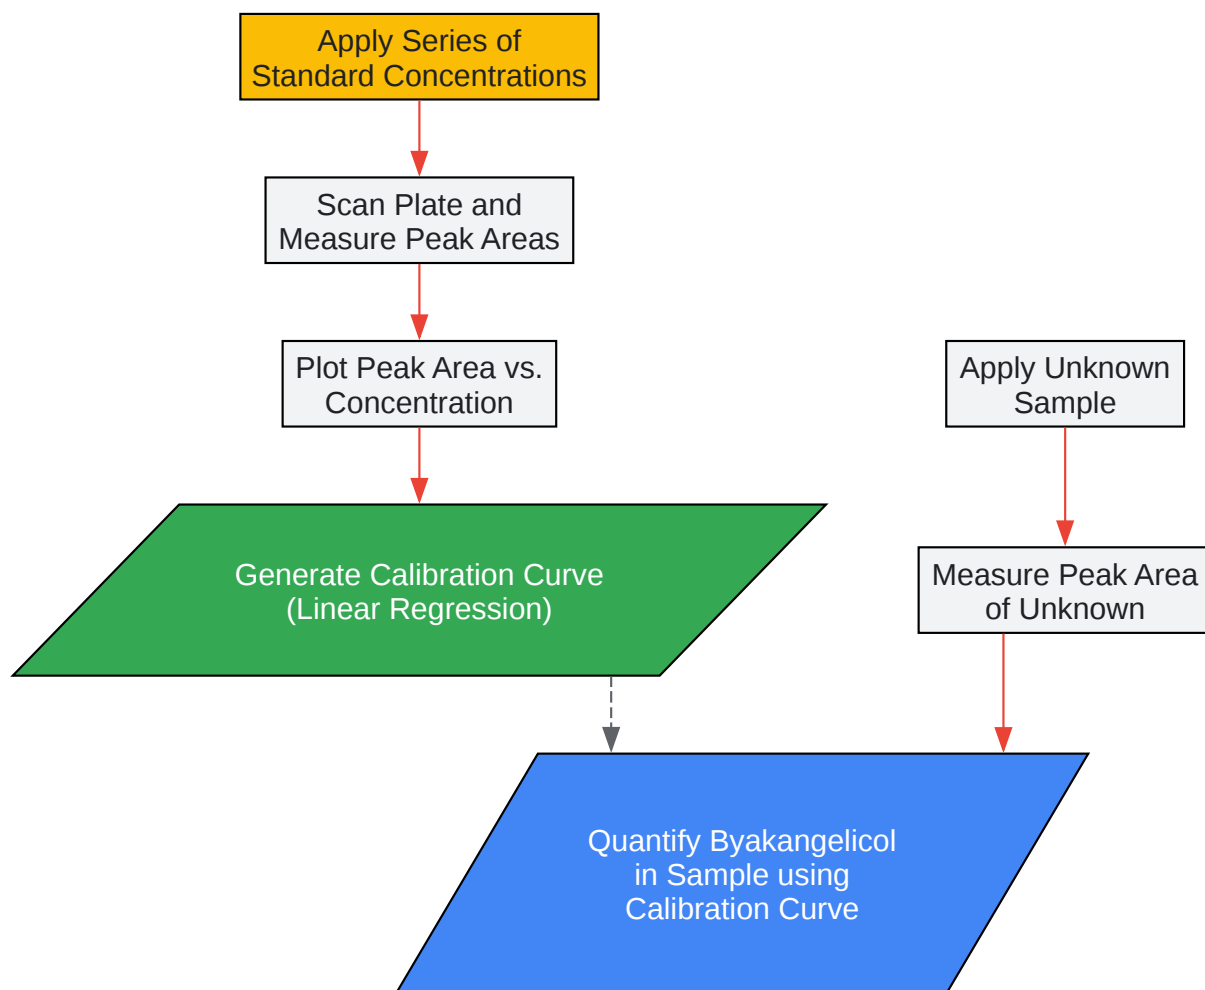 Apply Series of
Standard Concentrations
Scan Plate and
Measure Peak Areas
Plot Peak Area vs.
Concentration
Apply Unknown
Sample
Generate Calibration Curve
(Linear Regression)
Measure Peak Area
of Unknown
Quantify Byakangelicol
in Sample using
Calibration Curve